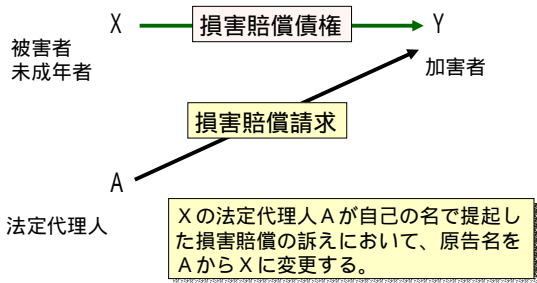 X 損害賠償債権 Y
被害者
未成年者
加害者
損害賠償請求
A
法定代理人
Xの法定代理人Aが自己の名で提起し
た損害賠償の訴えにおいて、原告名を
AからXに変更する。